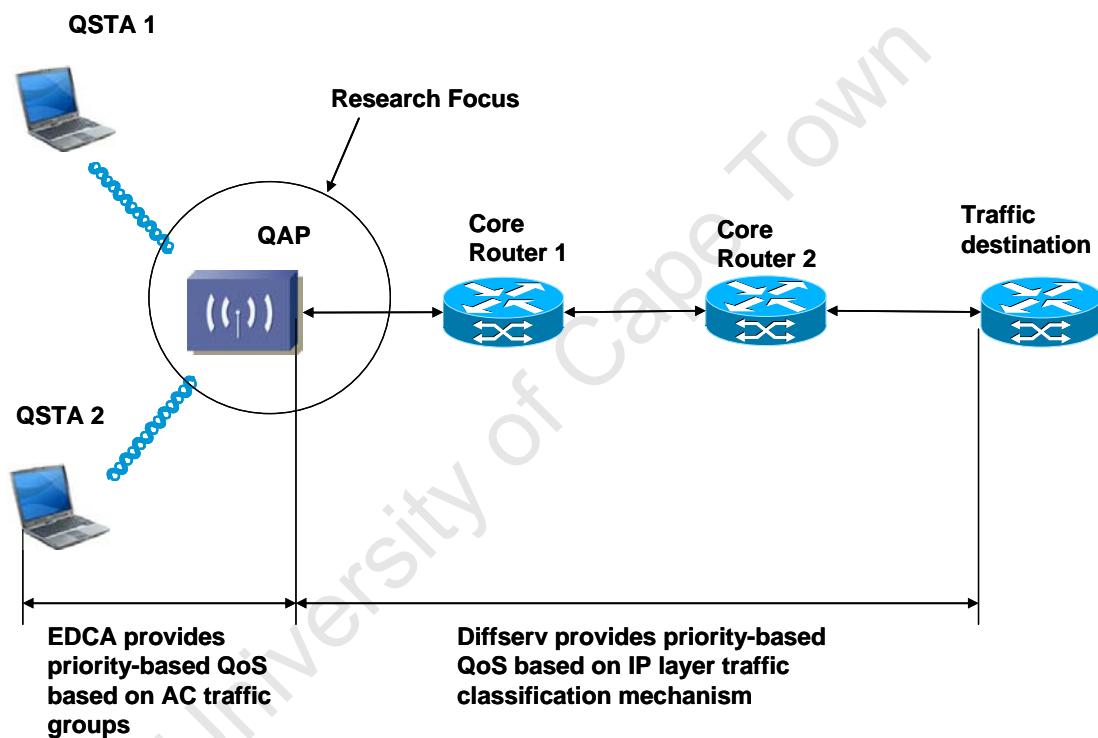 QSTA 1
Research Focus
QAP
Core
Router 1
Core
Router 2
Traffic
destination
QSTA 2
EDCA provides
priority-based QoS
based on AC traffic
groups
Diffserv provides priority-based
QoS based on IP layer traffic
classification mechanism
University of Cape Town